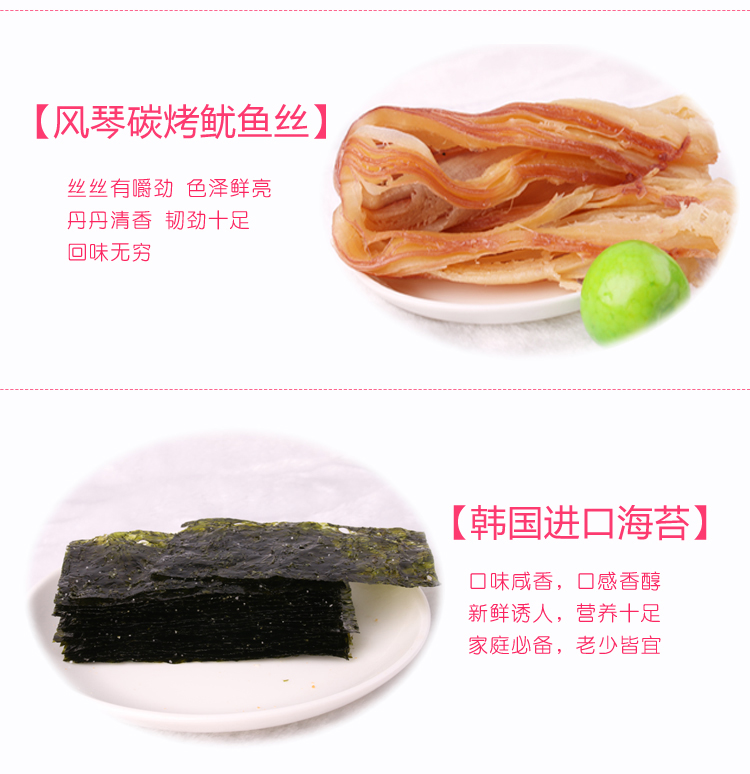 【风琴碳烤鱿鱼丝】
丝丝有嚼劲 色泽鲜亮
丹丹清香 韧劲十足
回味无穷
【韩国进口海苔】
口味咸香，口感香醇
新鲜诱人，营养十足
家庭必备，老少皆宜